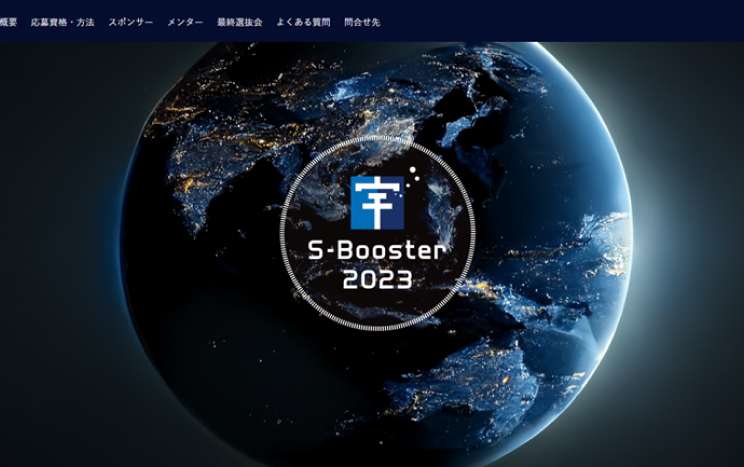 概要 応募資格・方法 スポンサー メンター 最終選抜会 よくある質問 問合せ先
宇
S-Booster
2023